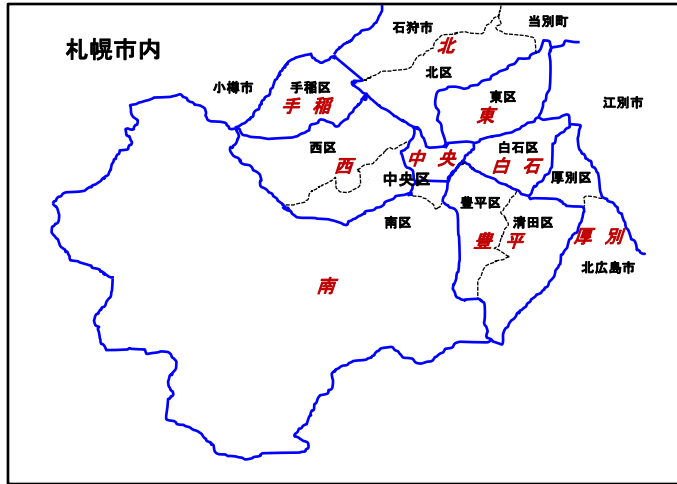 石狩市
当別町
札幌市内
北
北区
小樽市
手稲区
手 稲
東区
東
江別市
西区
西
中 央
中央区
白石区
白 石
厚別区
豊平区
南区
清田区
豊 平
厚 別
北広島市
南